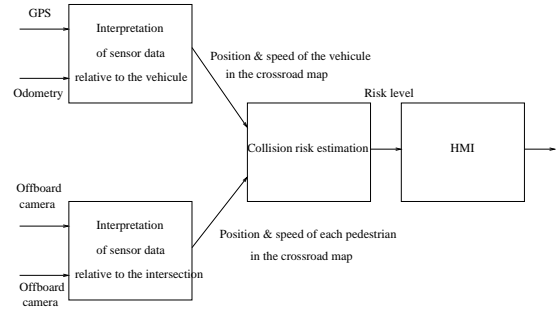 GPS
Interpretation
of sensor data
relative to the vehicule
Odometry
Position & speed of the vehicule
in the crossroad map
Risk level
Collision risk estimation
HMI
Offboard
camera
Interpretation
of sensor data
relative to the intersection
Offboard
camera
Position & speed of each pedestrian
in the crossroad map